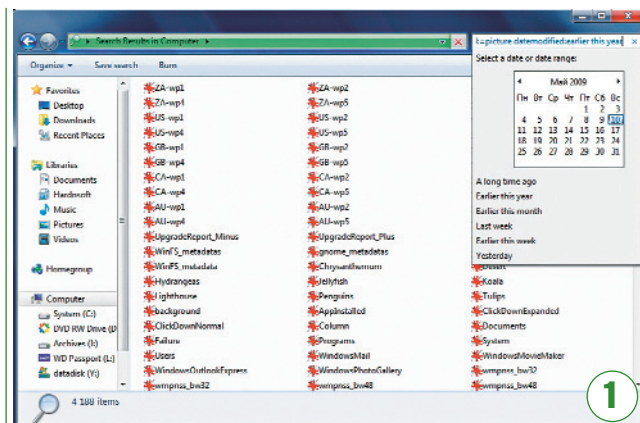 Search Results in Computer
t:=picture datemodified:earlier this year
Organize Save search Burn
Select a date or date range:
Май 2009
Пн Вт Ср Чт Пт Сб Вс
1 2 3
4 5 6 7 8 9 10
11 12 13 14 15 16 17
18 19 20 21 22 23 24
25 26 27 28 29 30 31
A long time ago
Earlier this year
Earlier this month
Last week
Earlier this week
Yesterday
Favorites
Desktop
Downloads
Recent Places
Libraries
Documents
Hardnsoft
Music
Pictures
Videos
Homegroup
Computer
System (C:)
DVD RW Drive (D
Archives (I:)
WD Passport (L:)
datadisk (Y:)
ZA-wp1 ZA-wp2
ZA-wp4 ZA-wp5
US-wp1 US-wp2
US-wp4 US-wp5
GB-wp1 GB-wp2
GB-wp4 GB-wp5
CA-wp1 CA-wp2
CA-wp4 CA-wp5
AU-wp1 AU-wp2
AU-wp4 AU-wp5
UpgradeReport_Minus UpgradeReport_Plus
WinFS_metadatas gnome_metadatas
WinFS_metadata Chrysanthemum Desert
Hydrangeas Jellyfish Koala
Lighthouse Penguins Tulips
background AppInstalled ClickDownExpanded
ClickDownNormal Column Documents
Failure Programs System
Users WindowsMail WindowsMovieMaker
WindowsOutlookExpress WindowsPhotoGallery wmpnss_bw32
wmpnss_bw32 wmpnss_bw48 wmpnss_bw48
4 188 items
1